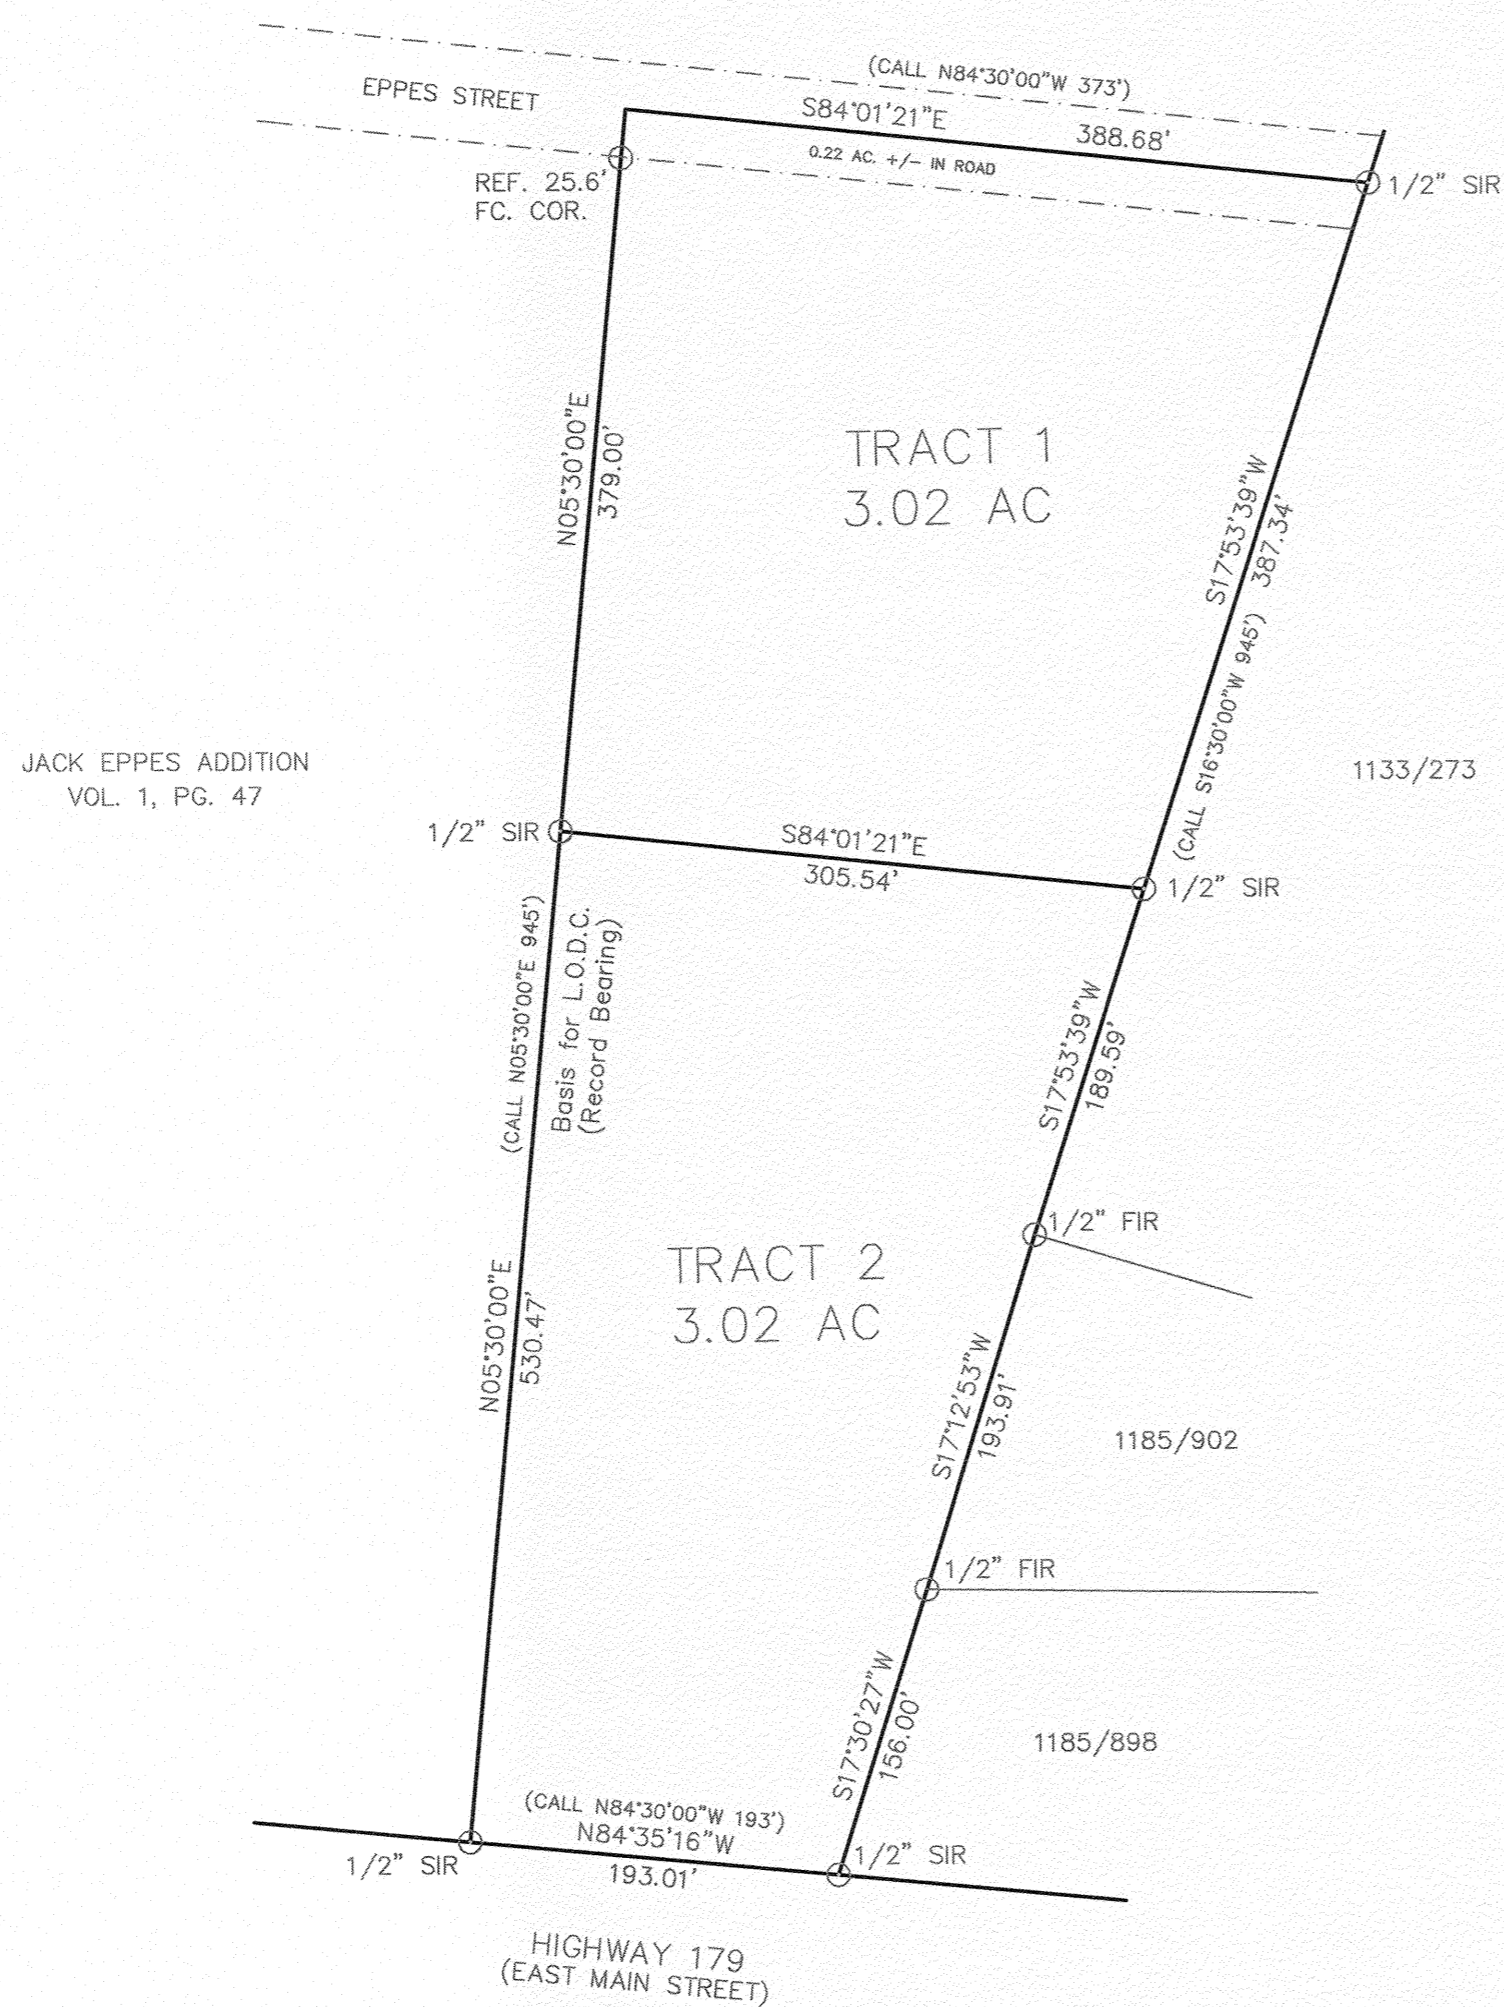 (CALL N84°30'00"W 373')
EPPES STREET
S84°01'21"E
388.68'
0.22 AC. +/- IN ROAD
REF. 25.6'
FC. COR.
1/2" SIR
N05°30'00"E
379.00'
TRACT 1
3.02 AC
S17°53'39"W
387.34'
(CALL S16°30'00"W 945')
JACK EPPES ADDITION
VOL. 1, PG. 47
1133/273
1/2" SIR
S84°01'21"E
305.54'
1/2" SIR
(CALL N05°30'00"E 945')
Basis for L.O.D.C.
(Record Bearing)
S17°53'39"W
189.59'
1/2" FIR
TRACT 2
3.02 AC
N05°30'00"E
530.47'
S17°12'53"W
193.91'
1185/902
1/2" FIR
S17°30'27"W
156.00'
1185/898
(CALL N84°30'00"W 193')
N84°35'16"W
193.01'
1/2" SIR
1/2" SIR
HIGHWAY 179
(EAST MAIN STREET)